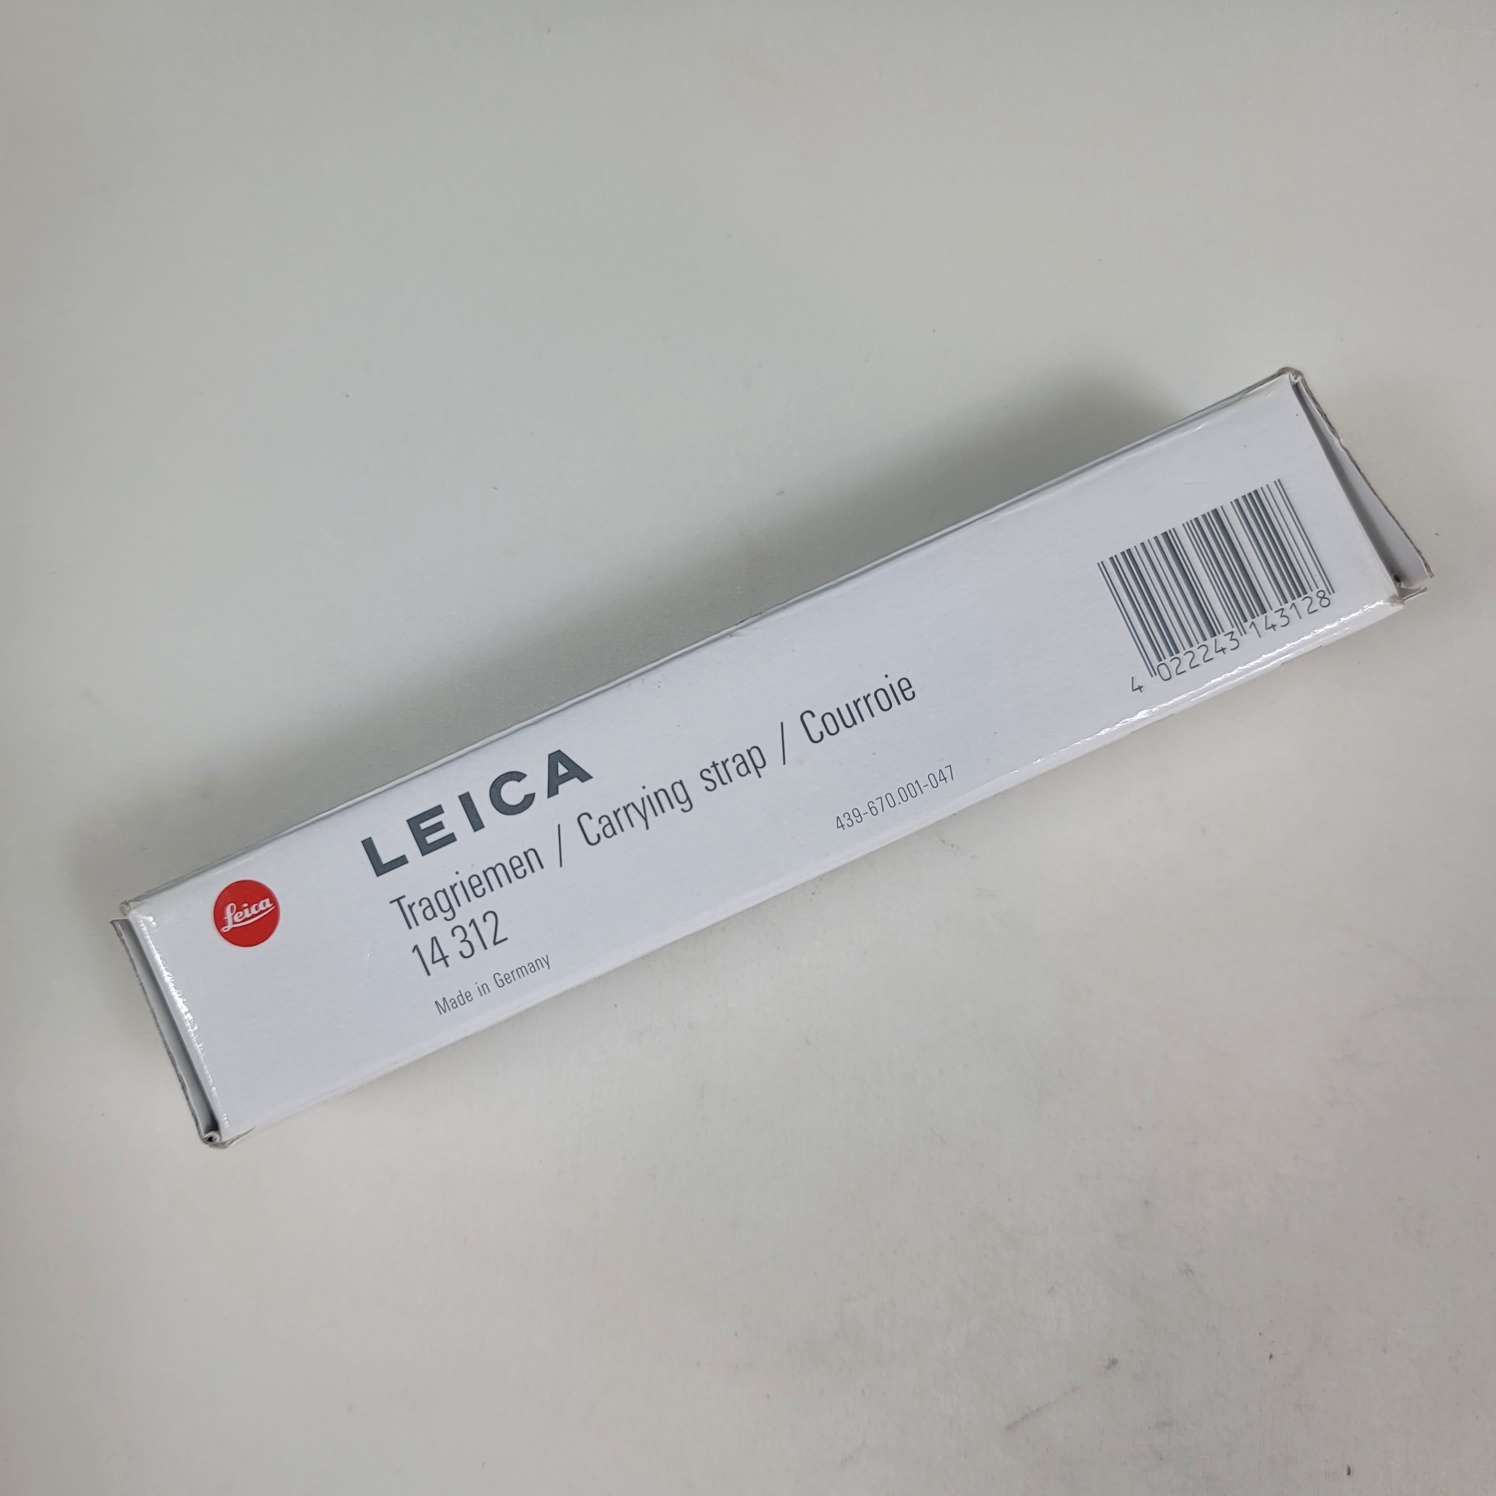 Leica
LEICA
Tragriemen / Carrying strap / Courroie
14 312
Made in Germany
439-670.001-047
4 022243 143128